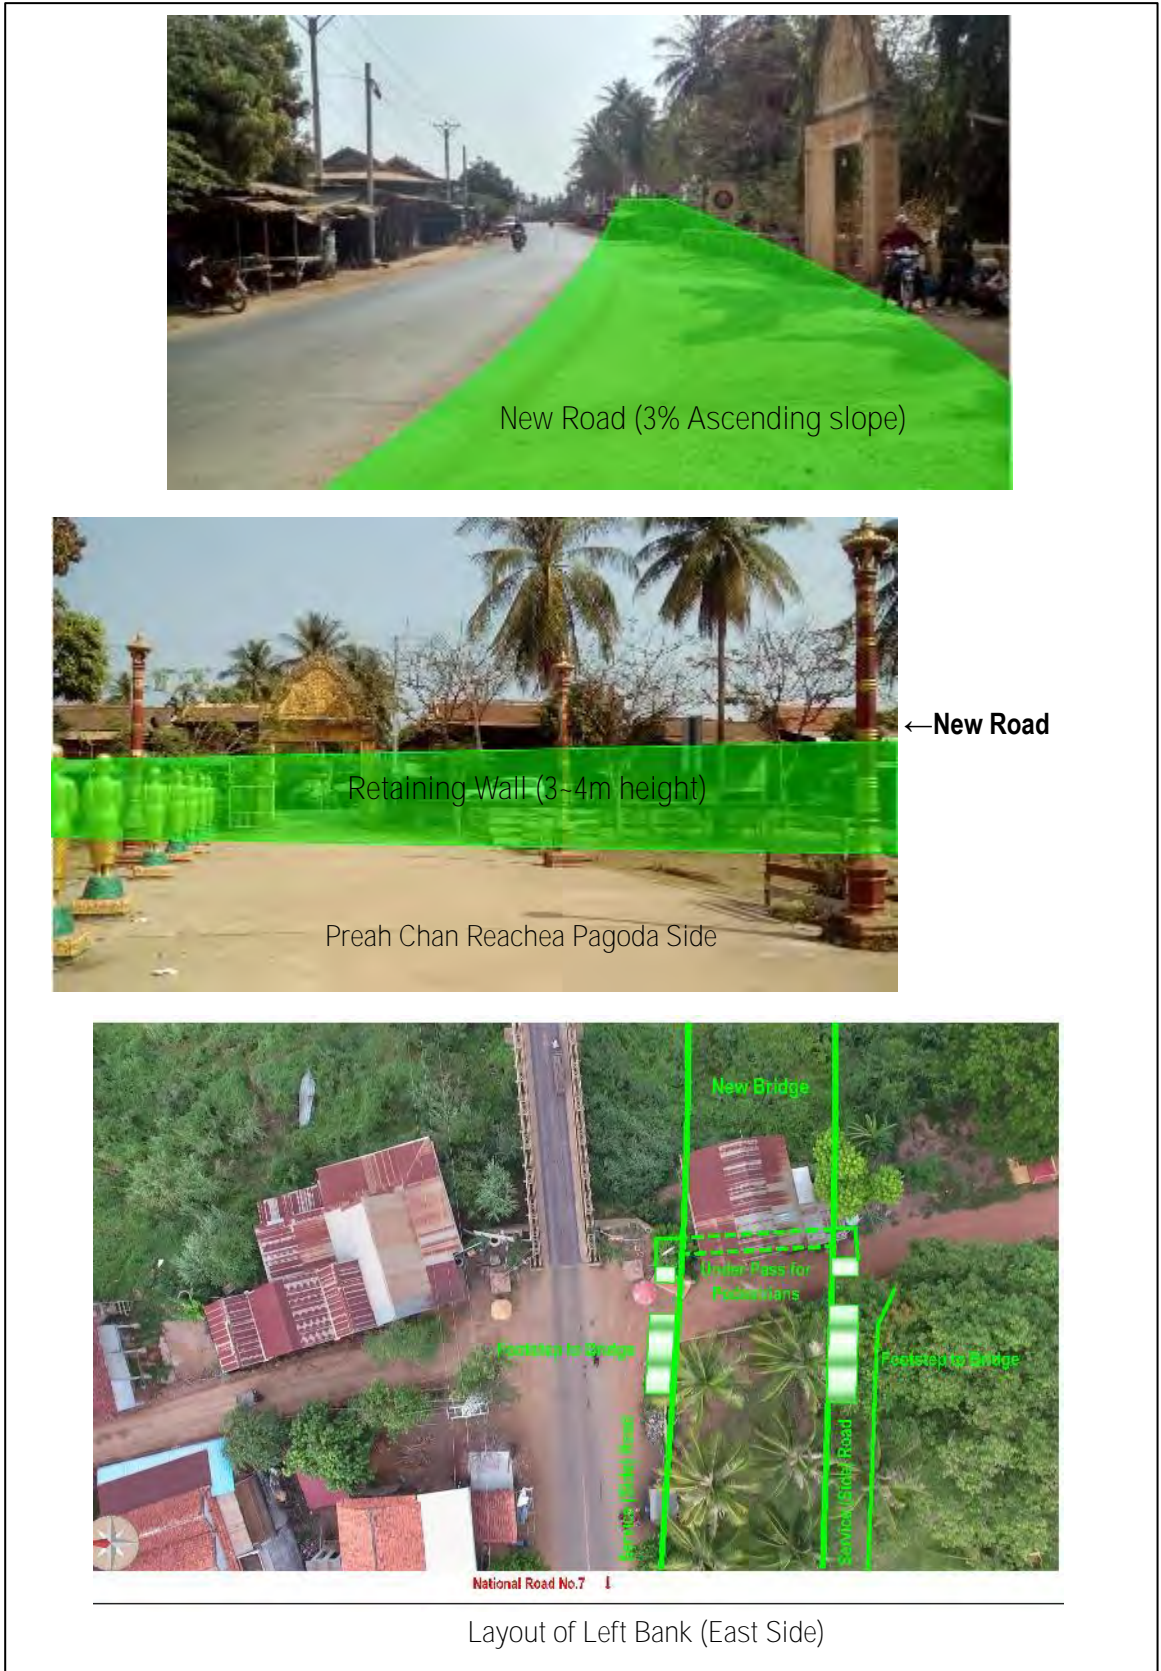 New Road (3% Ascending slope)
←New Road
Retaining Wall (3~4m height)
Preah Chan Reachea Pagoda Side
New Bridge
Under Pass for
Pedestrians
Footstep to Bridge
Footstep to Bridge
Service (Side) Road
Service (Side) Road
National Road No.7 ↓
Layout of Left Bank (East Side)